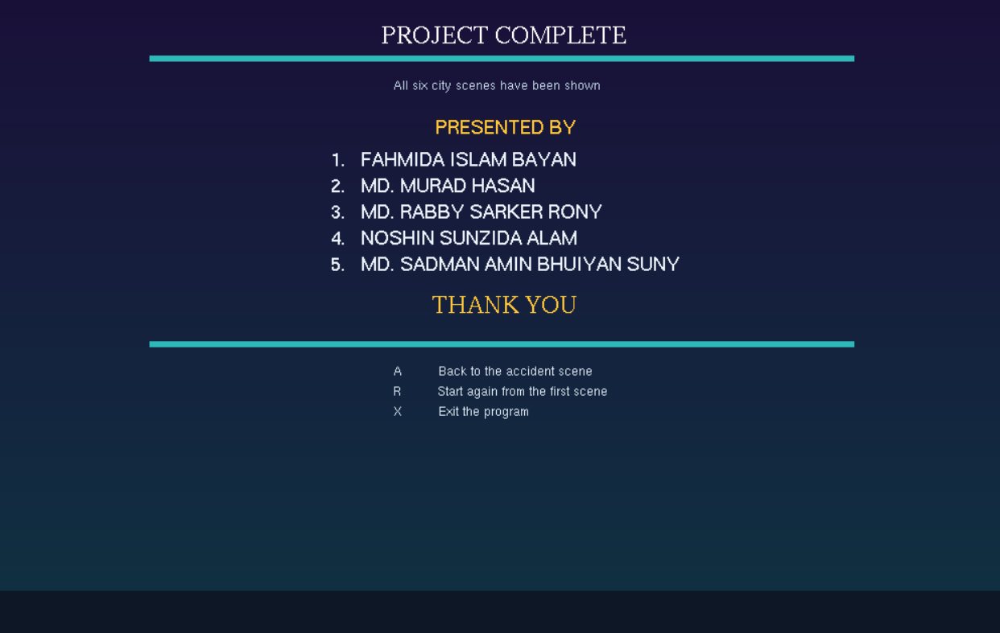 PROJECT COMPLETE
All six city scenes have been shown
PRESENTED BY
1. FAHMIDA ISLAM BAYAN
2. MD. MURAD HASAN
3. MD. RABBY SARKER RONY
4. NOSHIN SUNZIDA ALAM
5. MD. SADMAN AMIN BHUIYAN SUNY
THANK YOU
A Back to the accident scene
R Start again from the first scene
X Exit the program